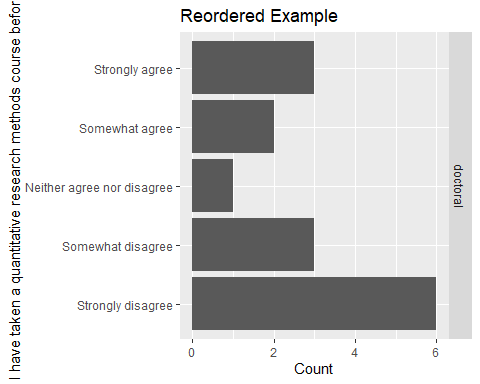 Reordered Example
I have taken a quantitative research methods course befor
Strongly agree
Somewhat agree
Neither agree nor disagree
Somewhat disagree
Strongly disagree
doctoral
0 2 4 6
Count